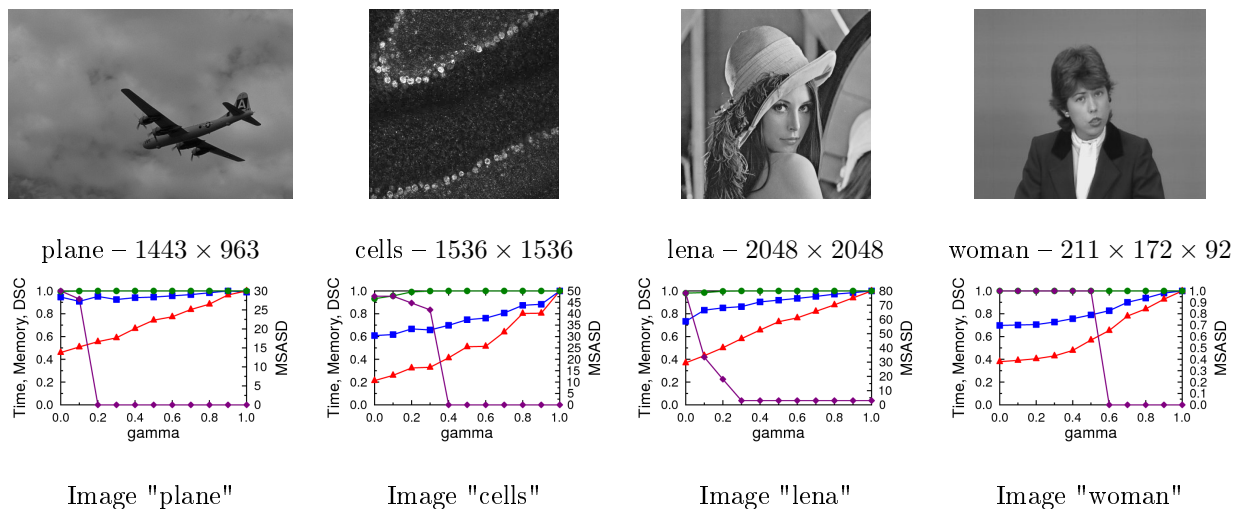 A
plane – 1443 × 963
cells – 1536 × 1536
lena – 2048 × 2048
woman – 211 × 172 × 92
Time, Memory, DSC
1.0
0.8
0.6
0.4
0.2
0.0
30
25
20
15
10
5
0
MSASD
0.0 0.2 0.4 0.6 0.8 1.0
gamma
Time, Memory, DSC
1.0
0.8
0.6
0.4
0.2
0.0
50
45
40
35
30
25
20
15
10
5
0
MSASD
0.0 0.2 0.4 0.6 0.8 1.0
gamma
Time, Memory, DSC
1.0
0.8
0.6
0.4
0.2
0.0
80
70
60
50
40
30
20
10
0
MSASD
0.0 0.2 0.4 0.6 0.8 1.0
gamma
Time, Memory, DSC
1.0
0.8
0.6
0.4
0.2
0.0
1.0
0.9
0.8
0.7
0.6
0.5
0.4
0.3
0.2
0.1
0.0
MSASD
0.0 0.2 0.4 0.6 0.8 1.0
gamma
Image "plane"
Image "cells"
Image "lena"
Image "woman"